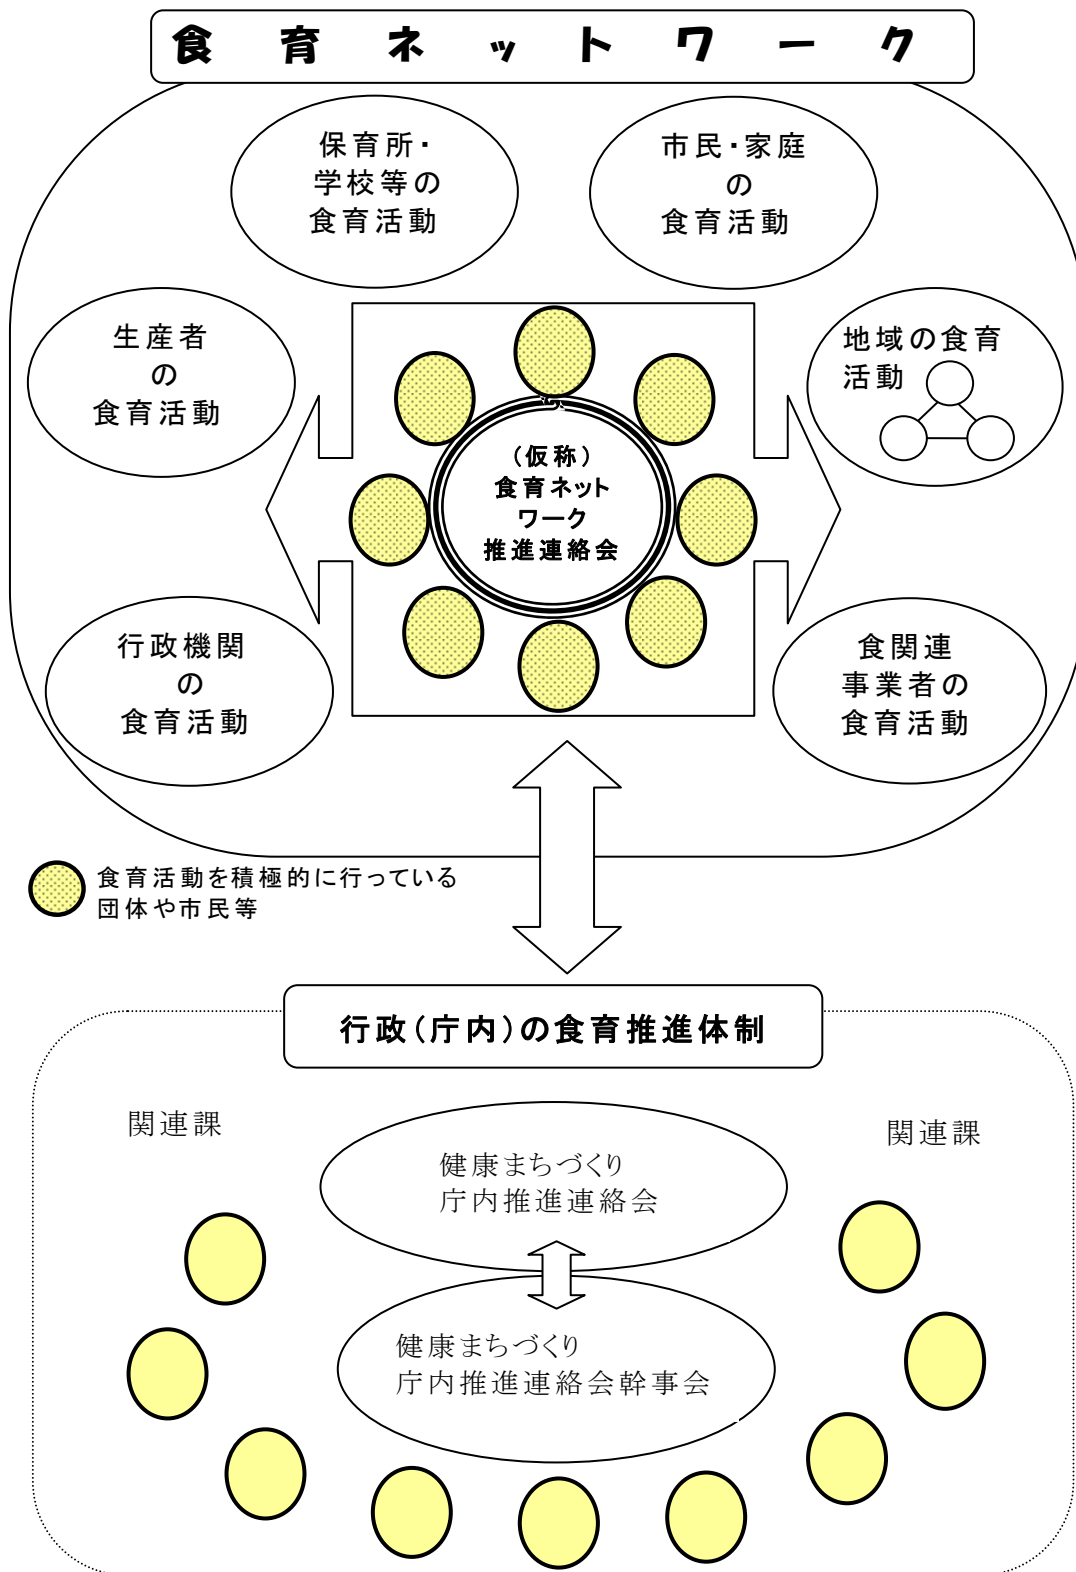 食育ネットワーク
保育所・
学校等の
食育活動
市民・家庭
の
食育活動
生産者
の
食育活動
地域の食育
活動
（仮称）
食育ネット
ワーク
推進連絡会
行政機関
の
食育活動
食関連
事業者の
食育活動
食育活動を積極的に行っている
団体や市民等
行政（庁内）の食育推進体制
関連課
関連課
健康まちづくり
庁内推進連絡会
健康まちづくり
庁内推進連絡会幹事会